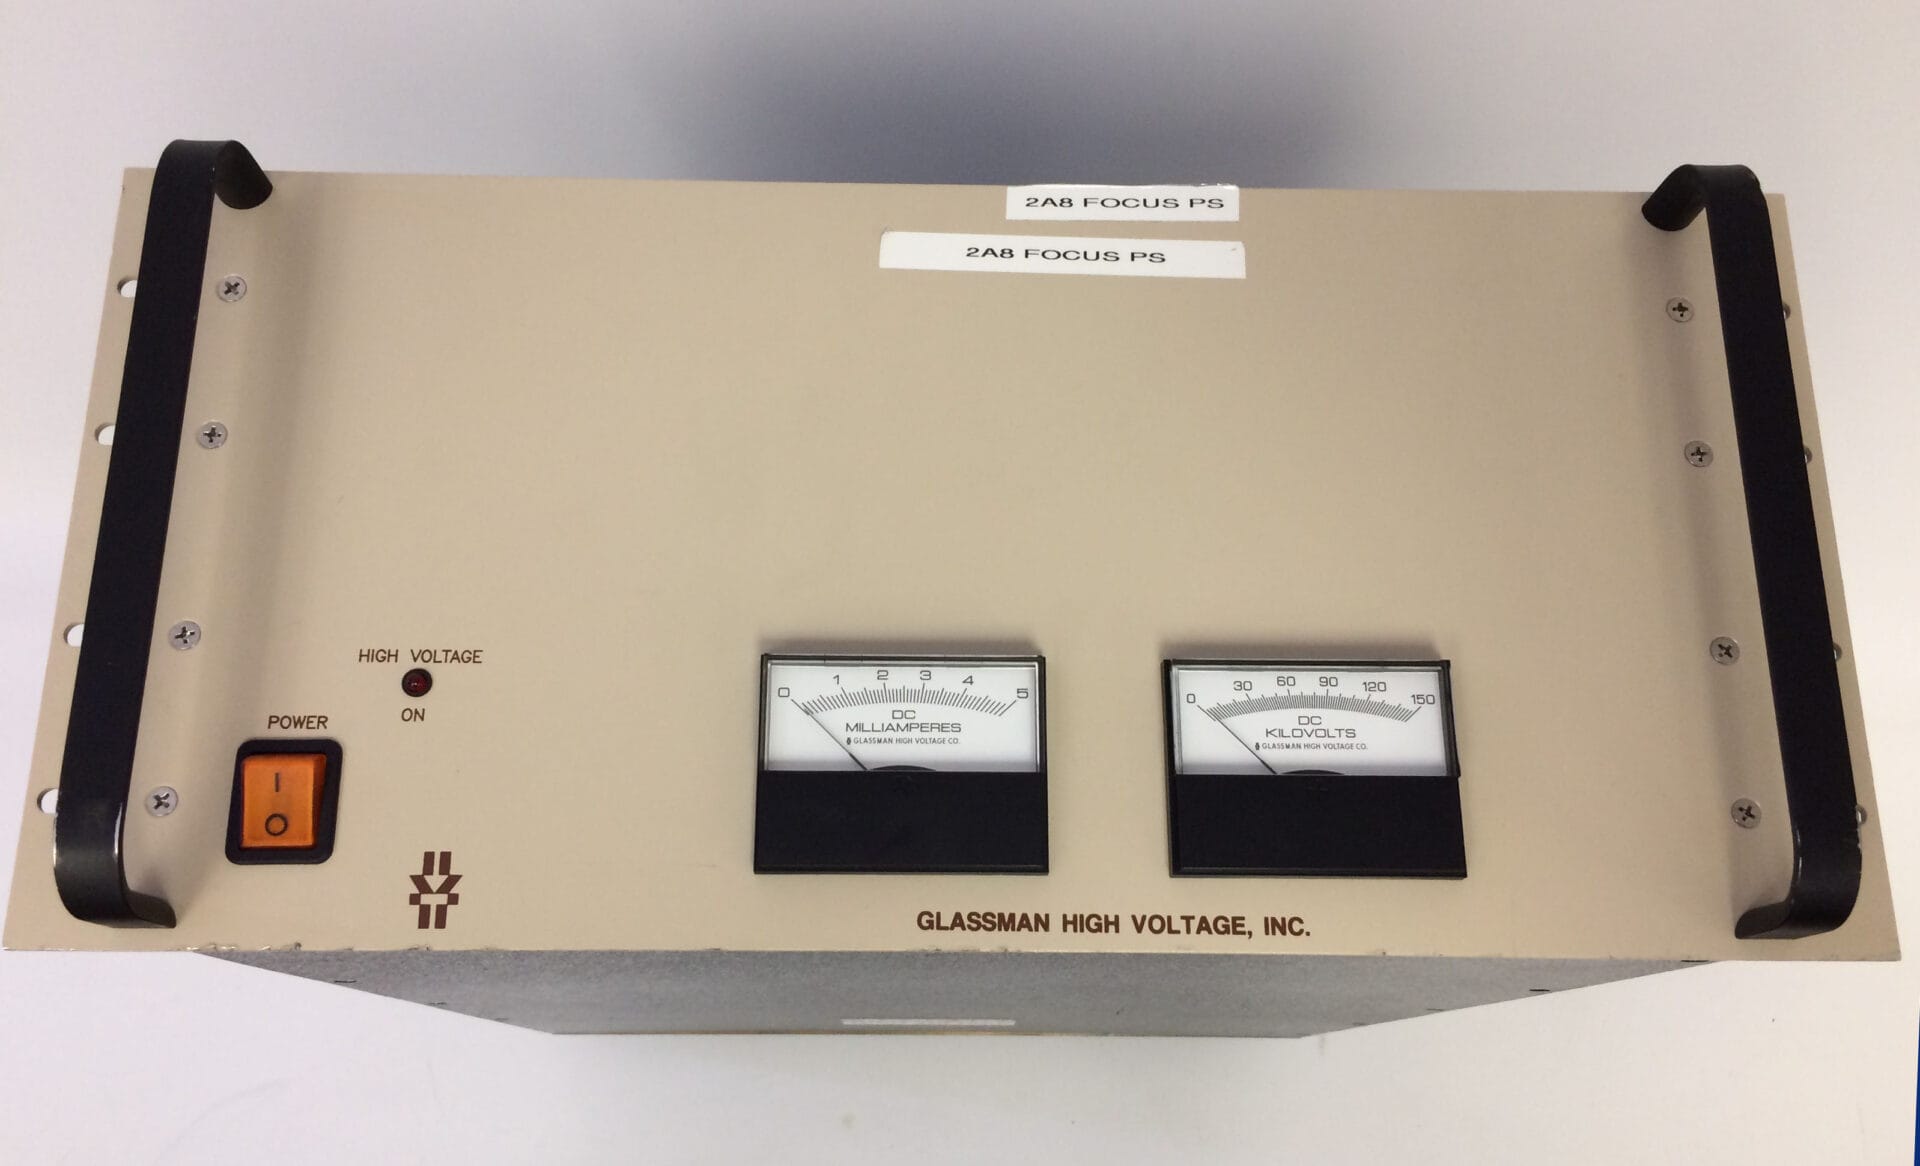 2A8 FOCUS PS
2A8 FOCUS PS
HIGH VOLTAGE
ON
POWER
I
O
0 1 2 3 4 5
DC
MILLIAMPERES
GLASSMAN HIGH VOLTAGE CO.
0 30 60 90 120 150
DC
KILOVOLTS
GLASSMAN HIGH VOLTAGE CO.
GLASSMAN HIGH VOLTAGE, INC.